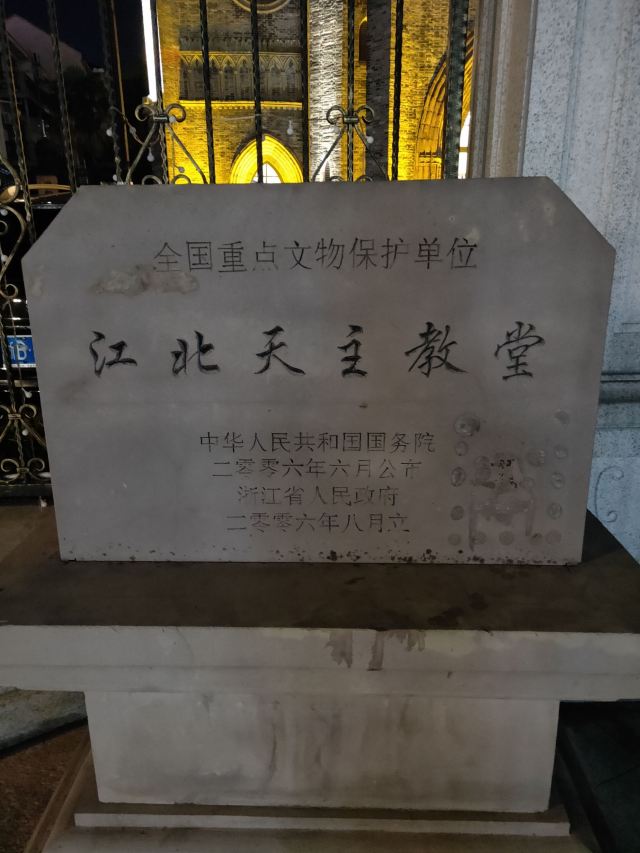 全国重点文物保护单位
江北天主教堂
中华人民共和国国务院
二零零六年六月公布
浙江省人民政府
二零零六年八月立